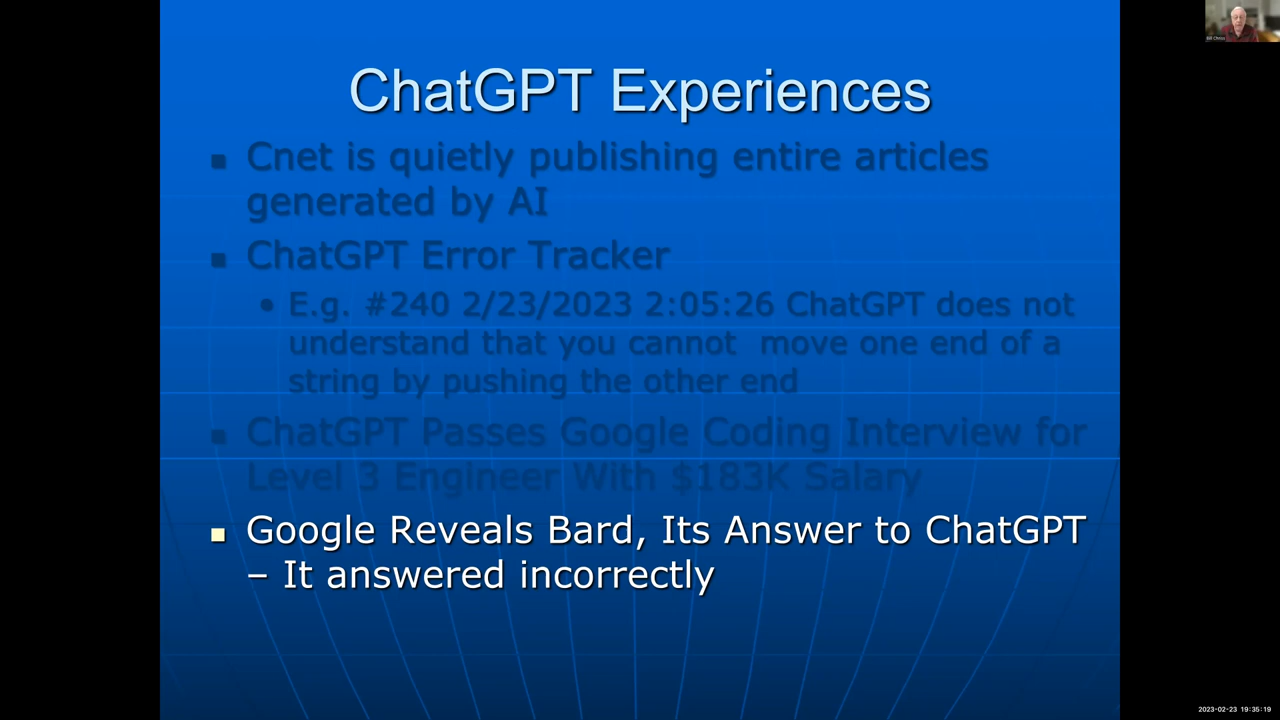 ChatGPT Experiences
Cnet is quietly publishing entire articles
generated by AI
ChatGPT Error Tracker
E.g. #240 2/23/2023 2:05:26 ChatGPT does not
understand that you cannot move one end of a
string by pushing the other end
ChatGPT Passes Google Coding Interview for
Level 3 Engineer With $183K Salary
Google Reveals Bard, Its Answer to ChatGPT
– It answered incorrectly
2023-02-23 19:35:19